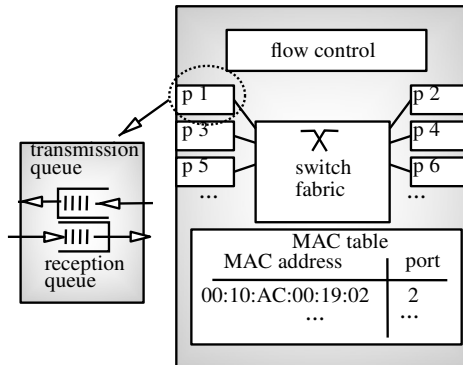 flow control
p 1
p 2
p 3
p 4
p 5
p 6
...
...
switch
fabric
transmission
queue
reception
queue
MAC table
MAC address port
00:10:AC:00:19:02 2
... ...